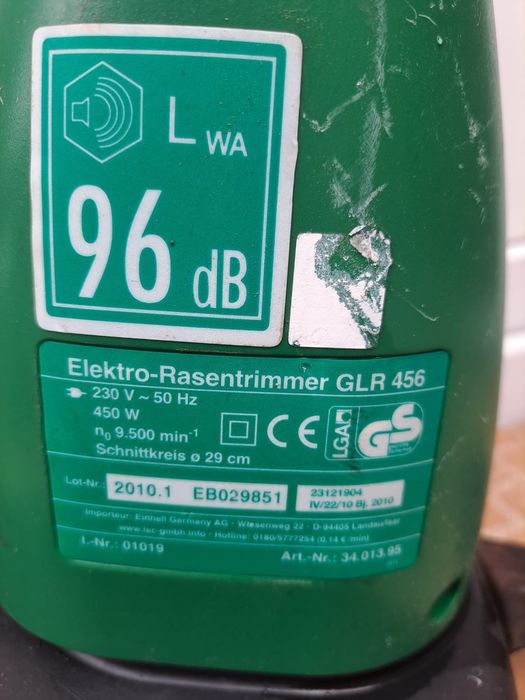 L WA
96 dB
Elektro-Rasentrimmer GLR 456
230 V ~ 50 Hz
450 W
n₀ 9.500 min⁻¹
Schnittkreis ø 29 cm
CE
LGA
GS
Lot-Nr.: 2010.1 EB029851
23121904
IV/22/10 Bj. 2010
Importeur: Einhell Germany AG · Wiesenweg 22 · D-94405 Landau/Isar
www.isc-gmbh.info · Hotline: 0180/5777254 (0,14 €/min)
I.-Nr.: 01019 Art.-Nr.: 34.013.95